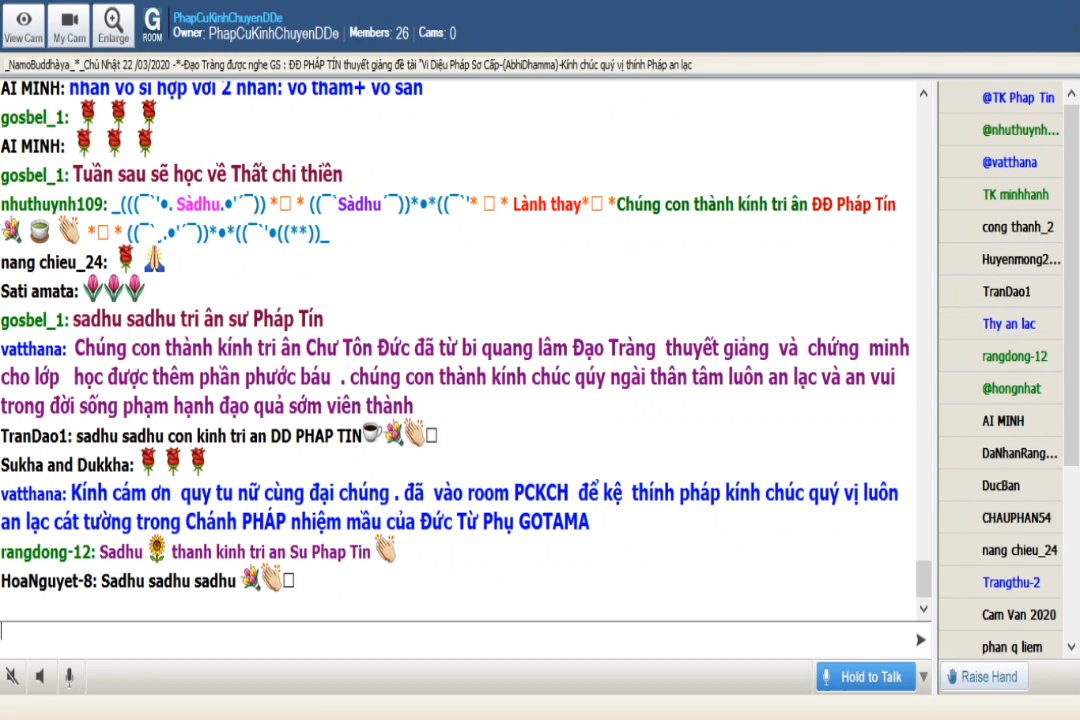 PhapCuKinhChuyenDDe
Owner: PhapCuKinhChuyenDDe | Members: 26 | Cams: 0
View Cam
My Cam
Enlarge
G ROOM
_NamoBuddhàya_*_Chủ Nhật 22 /03/2020 -*-Đạo Tràng được nghe GS : ĐĐ PHÁP TÍN thuyết giảng đề tài "Vi Diệu Pháp Sơ Cấp-(AbhiDhamma)-Kính chúc quý vị thính Pháp an lạc
AI MINH: nhân vô si hợp với 2 nhân: vô tham+ vô sân
gosbel_1:
AI MINH:
gosbel_1: Tuần sau sẽ học về Thất chi thiền
nhuthuynh109: _(((¯`'•. Sàdhu.•'´¯)) *▯ * ((¯`Sàdhu´¯))*•*((¯`'* ▯ * Lành thay*▯ *Chúng con thành kính tri ân ĐĐ Pháp Tín
*▯ * ((¯`¸.•'´¯))*•*((¯`'•((**))_
nang chieu_24:
Sati amata:
gosbel_1: sadhu sadhu tri ân sư Pháp Tín
vatthana: Chúng con thành kính tri ân Chư Tôn Đức đã từ bi quang lâm Đạo Tràng thuyết giảng và chứng minh
cho lớp học được thêm phần phước báu . chúng con thành kính chúc qúy ngài thân tâm luôn an lạc và an vui
trong đời sống phạm hạnh đạo quả sớm viên thành
TranDao1: sadhu sadhu con kinh tri an DD PHAP TIN
Sukha and Dukkha:
vatthana: Kính cám ơn quy tu nữ cùng đại chúng . đã vào room PCKCH để kệ thính pháp kính chúc quý vị luôn
an lạc cát tường trong Chánh PHÁP nhiệm mầu của Đức Từ Phụ GOTAMA
rangdong-12: Sadhu thanh kinh tri an Su Phap Tin
HoaNguyet-8: Sadhu sadhu sadhu
@TK Phap Tin
@nhuthuynh...
@vatthana
TK minhhanh
cong thanh_2
Huyenmong2...
TranDao1
Thy an lac
rangdong-12
@hongnhat
AI MINH
DaNhanRang...
DucBan
CHAUPHAN54
nang chieu_24
Trangthu-2
Cam Van 2020
phan q liem
Hold to Talk
Raise Hand